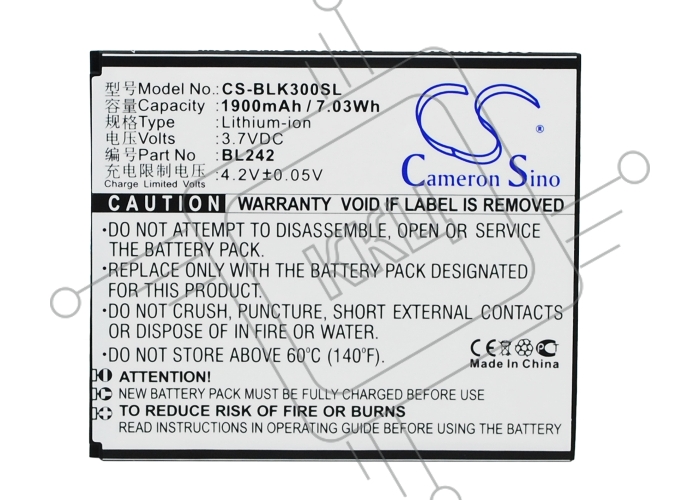 型号Model No.:CS-BLK300SL
容量Capacity :1900mAh / 7.03Wh
规格Type :Lithium-ion
电压Volts :3.7VDC
编号Part No :BL242
充电限制电压:4.2V±0.05V
Charge Limited Volts
CS
®
Cameron Sino
CAUTION WARRANTY VOID IF LABEL IS REMOVED
•DO NOT ATTEMPT TO DISASSEMBLE, OPEN OR SERVICE
THE BATTERY PACK.
•REPLACE ONLY WITH THE BATTERY PACK DESIGNATED
FOR THIS PRODUCT.
•DO NOT CRUSH, PUNCTURE, SHORT EXTERNAL CONTACTS
OR DISPOSE IN FIRE OR WATER.
•DO NOT STORE ABOVE 60℃ (140℉).
CE
Made in China
ATTENTION!
NEW BATTERY PACK MUST BE FULLY CHARGED BEFORE USE
TO REDUCE RISK OF FIRE OR BURNS
READ INSTRUCTIONS IN OPERATING GUIDE BEFORE USING THE BATTERY
ККЦ